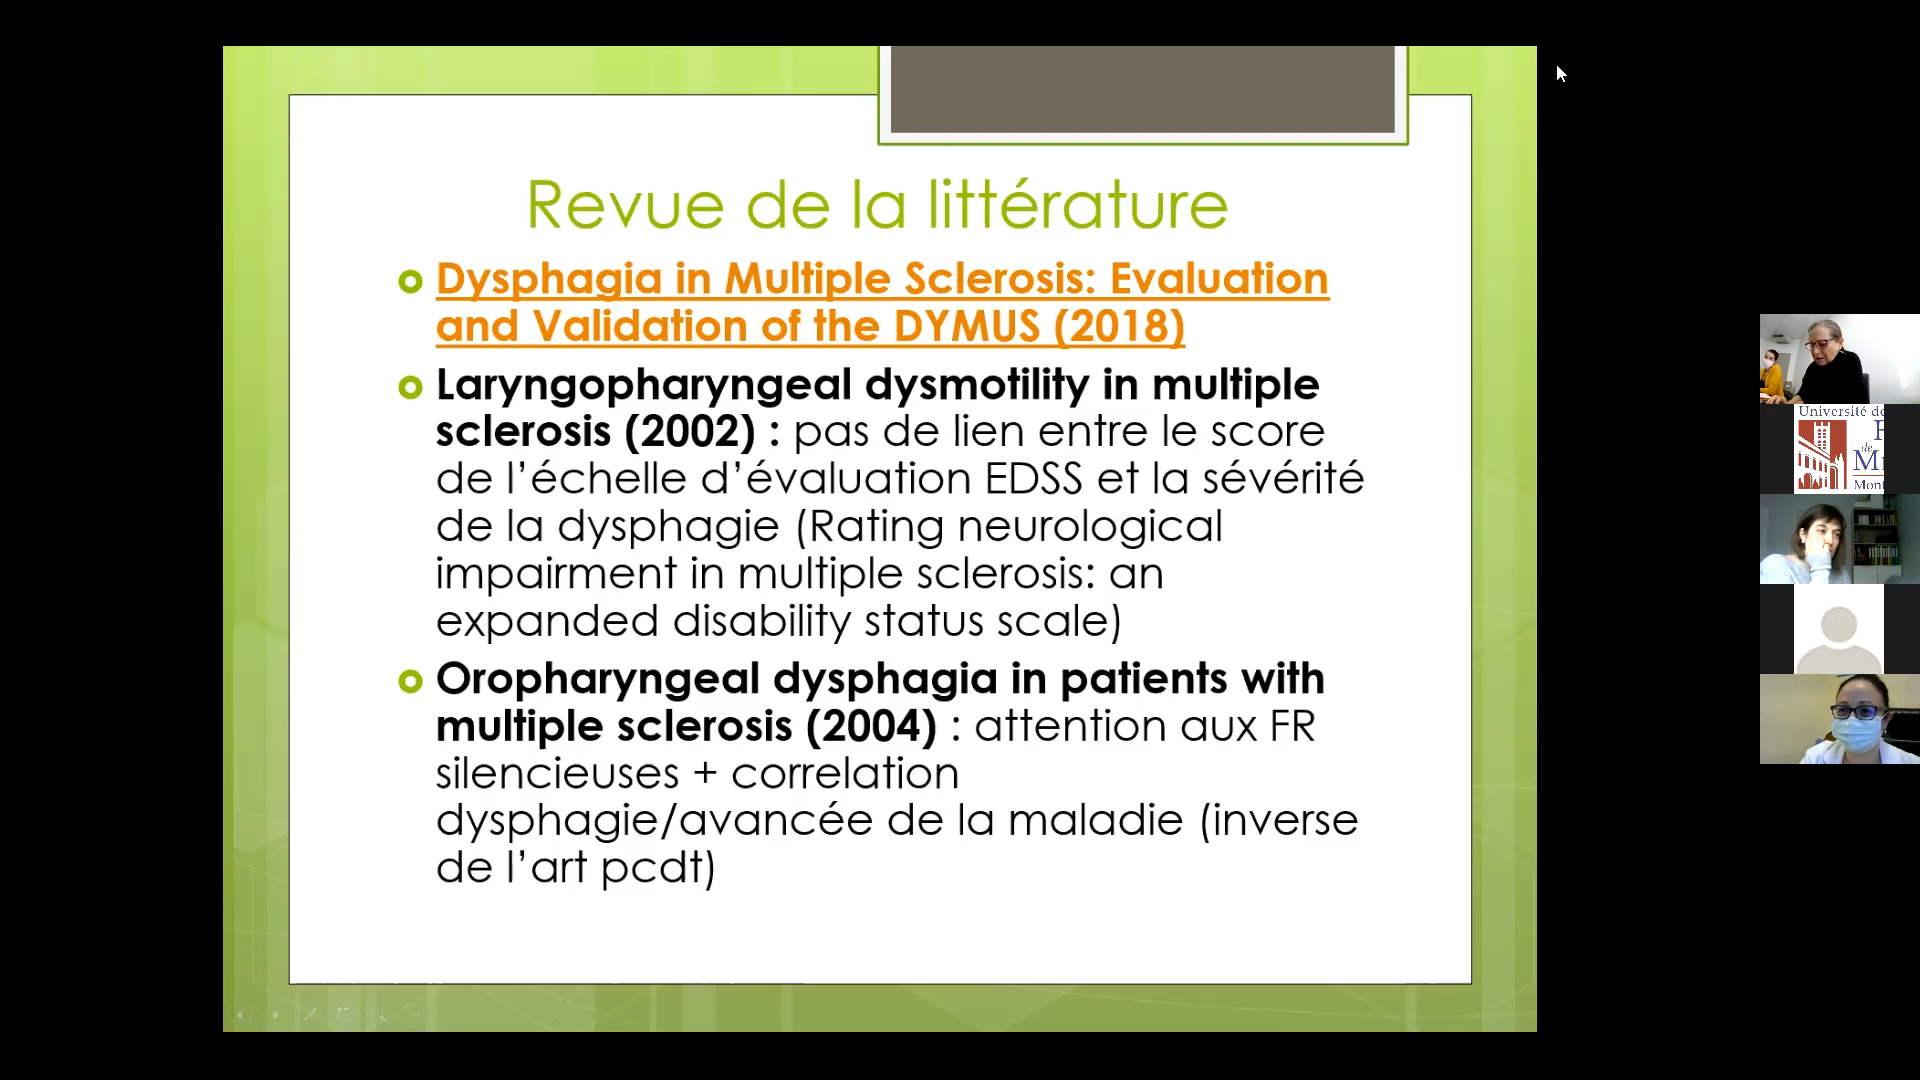 Revue de la littérature
Dysphagia in Multiple Sclerosis: Evaluation
and Validation of the DYMUS (2018)
Laryngopharyngeal dysmotility in multiple
sclerosis (2002) : pas de lien entre le score
de l’échelle d’évaluation EDSS et la sévérité
de la dysphagie (Rating neurological
impairment in multiple sclerosis: an
expanded disability status scale)
Oropharyngeal dysphagia in patients with
multiple sclerosis (2004) : attention aux FR
silencieuses + correlation
dysphagie/avancée de la maladie (inverse
de l’art pcdt)
Université
de